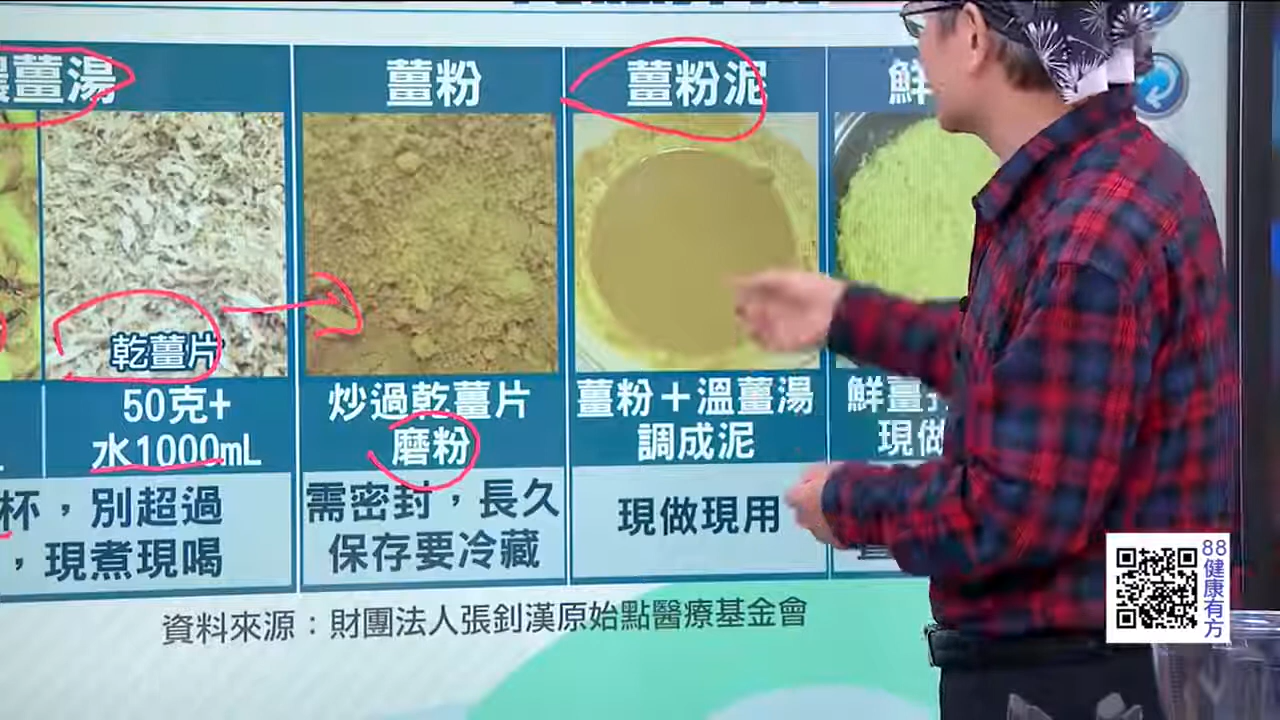 薑湯
薑粉
薑粉泥
鮮
乾薑片
50克+
水1000mL
炒過乾薑片
磨粉
薑粉＋溫薑湯
調成泥
鮮薑
現做
杯，別超過
，現煮現喝
需密封，長久
保存要冷藏
現做現用
資料來源：財團法人張釗漢原始點醫療基金會
88健康有方